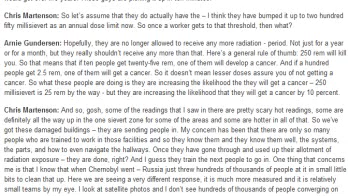 Chris Martenson: So let's assume that they do actually have the – I think they have bumped it up to two hundred
fifty millisievert as an annual dose limit now. So once a worker gets to that threshold, then what?
Arnie Gundersen: Hopefully, they are no longer allowed to receive any more radiation - period. Not just for a year
or for a month, but they really shouldn't receive any more than that. Here's a general rule of thumb: 250 rem will kill
you. So that means that if ten people get twenty-five rem, one of them will develop a cancer. And if a hundred
people get 2.5 rem, one of them will get a cancer. So it doesn't mean lesser doses assure you of not getting a
cancer. So what these people are doing is they are increasing the likelihood they will get a cancer – 250
millisievert is 25 rem by the way - but they are increasing the likelihood that they will get a cancer by 10 percent.
Chris Martenson: And so, gosh, some of the readings that I saw in there are pretty scary hot readings, some are
definitely all the way up in the one sievert zone for some of the areas and some are hotter in all of that. So we've
got these damaged buildings – they are sending people in. My concern has been that there are only so many
people who are trained to work in those facilities and so they know them and they know them well, the systems,
the parts, and how to even navigate the hallways. Once they have gone through and used up their allotment of
radiation exposure – they are done, right? And I guess they train the next people to go in. One thing that concerns
me is that I know that when Chernobyl went – Russia just threw hundreds of thousands of people at it in small little
bits to clean that up. Here we are seeing a very different response, it is much more measured and it is relatively
small teams by my eye. I look at satellite photos and I don't see hundreds of thousands of people converging on